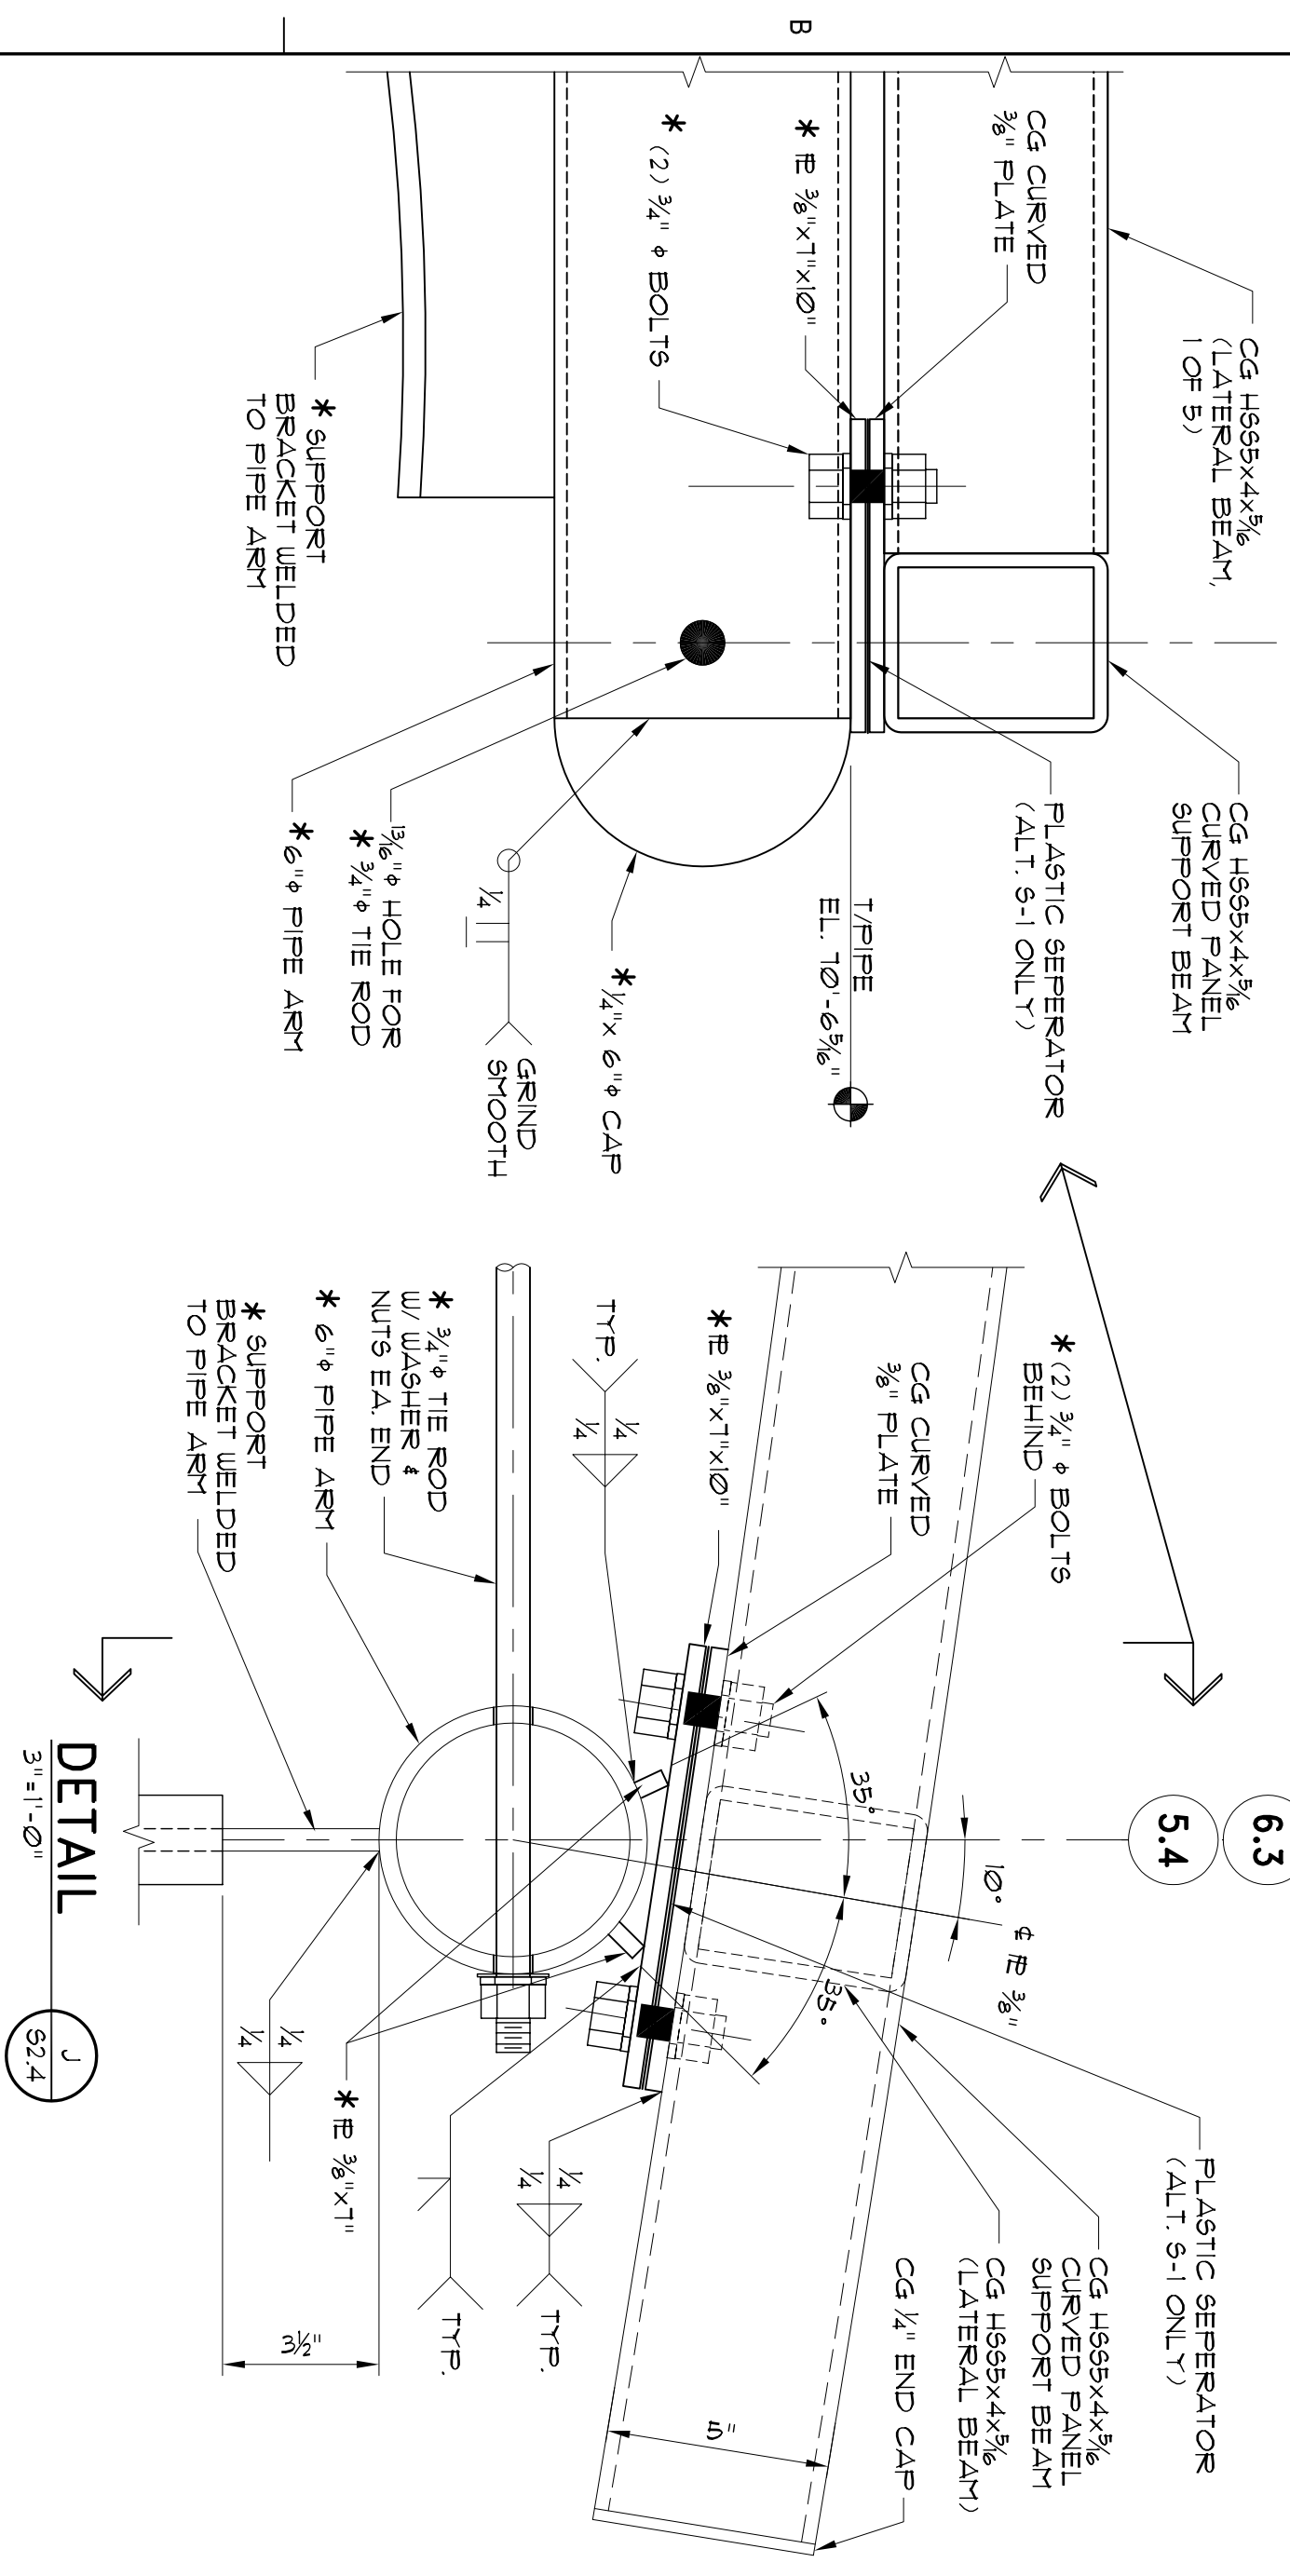 B
CG HSS5x4x5/16
(LATERAL BEAM,
1 OF 5)
CG CURVED
3/8" PLATE
* PL 3/8"x7"x10"
* (2) 3/4" φ BOLTS
* SUPPORT
BRACKET WELDED
TO PIPE ARM
CG HSS5x4x5/16
CURVED PANEL
SUPPORT BEAM
PLASTIC SEPERATOR
(ALT. S-1 ONLY)
T/PIPE
EL. 10'-6 5/16"
* 1/4"x 6"φ CAP
GRIND
SMOOTH
1/4
13/16"φ HOLE FOR
* 3/4"φ TIE ROD
* 6"φ PIPE ARM
6.3
5.4
* (2) 3/4" φ BOLTS
BEHIND
CG CURVED
3/8" PLATE
* PL 3/8"x7"x10"
TYP.
1/4
1/4
* 3/4"φ TIE ROD
W/ WASHER &
NUTS EA. END
* 6"φ PIPE ARM
* SUPPORT
BRACKET WELDED
TO PIPE ARM
10°
35°
35°
℄ PL 3/8"
PLASTIC SEPERATOR
(ALT. S-1 ONLY)
CG HSS5x4x5/16
CURVED PANEL
SUPPORT BEAM
CG HSS5x4x5/16
(LATERAL BEAM)
CG 1/4" END CAP
5"
1/4
1/4
TYP.
TYP.
* PL 3/8"x7"
1/4
1/4
3 1/2"
DETAIL
3"=1'-0"
J
S2.4